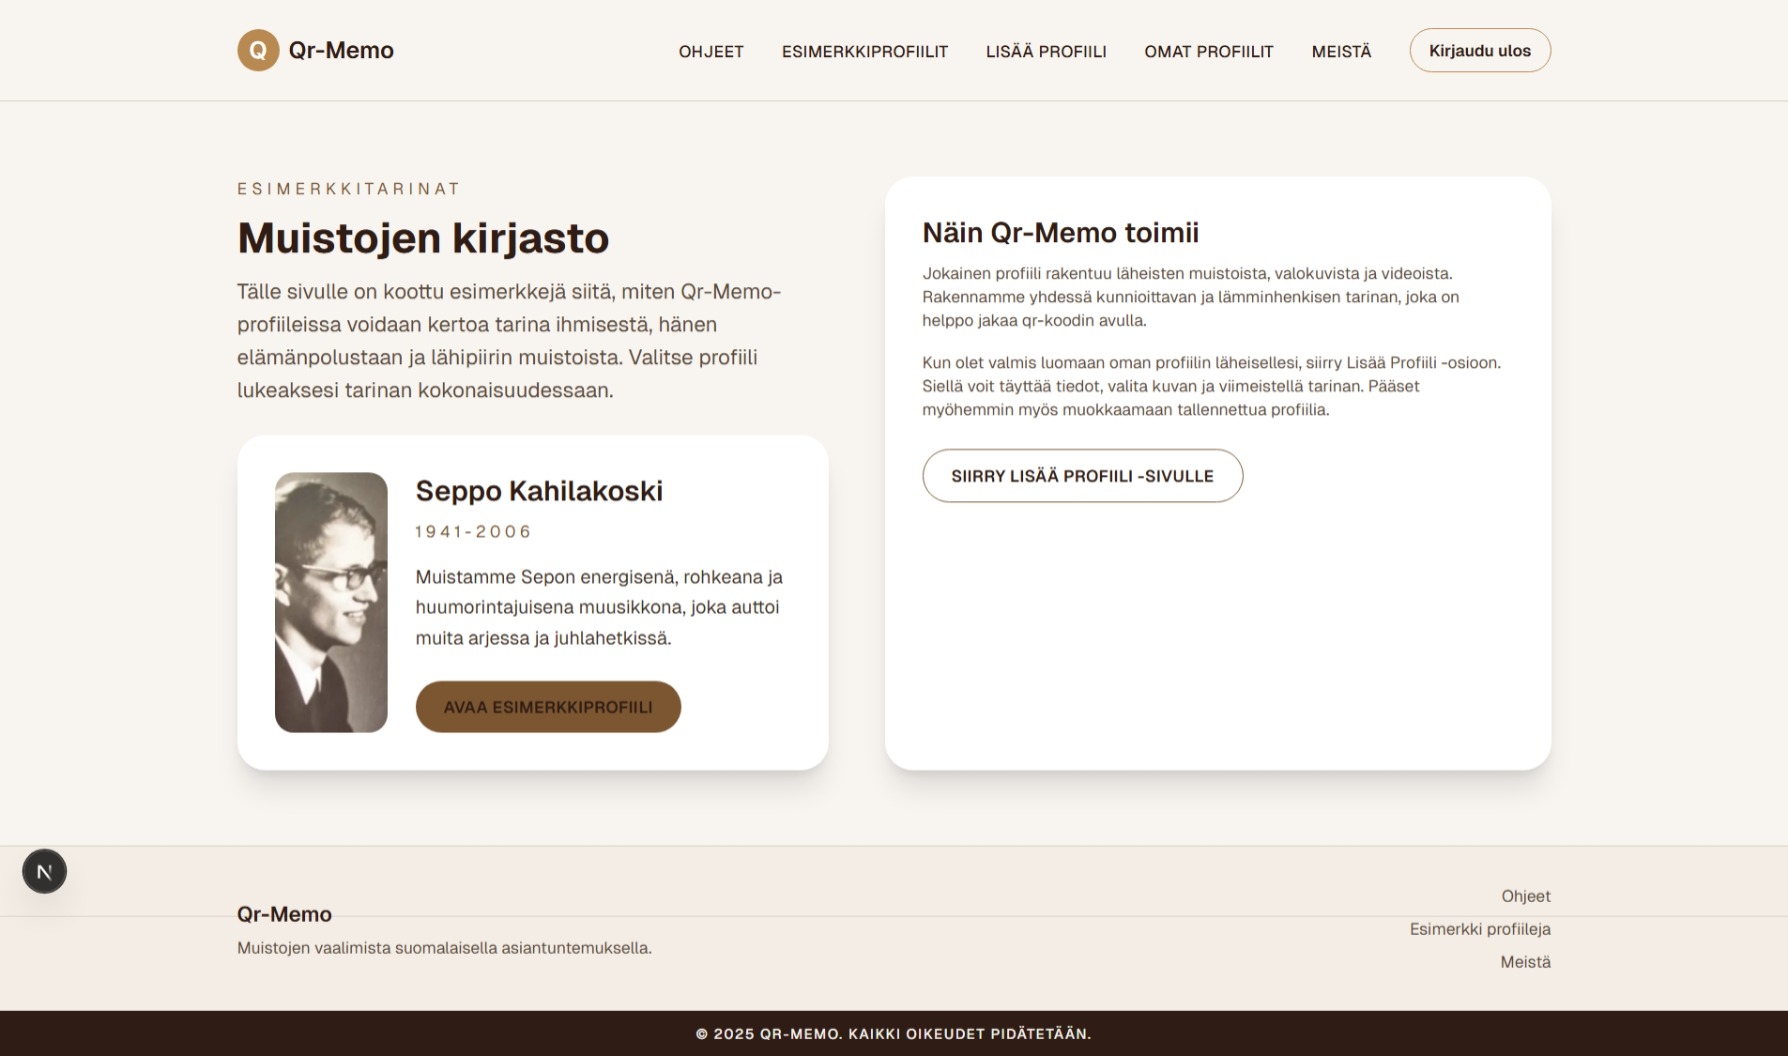 Q Qr-Memo
OHJEET ESIMERKKIPROFIILIT LISÄÄ PROFIILI OMAT PROFIILIT MEISTÄ Kirjaudu ulos
ESIMERKKITARINAT
Muistojen kirjasto
Tälle sivulle on koottu esimerkkejä siitä, miten Qr-Memo-
profiileissa voidaan kertoa tarina ihmisestä, hänen
elämänpolustaan ja lähipiirin muistoista. Valitse profiili
lukeaksesi tarinan kokonaisuudessaan.
Seppo Kahilakoski
1941-2006
Muistamme Sepon energisenä, rohkeana ja
huumorintajuisena muusikkona, joka auttoi
muita arjessa ja juhlahetkissä.
AVAA ESIMERKKIPROFIILI
Näin Qr-Memo toimii
Jokainen profiili rakentuu läheisten muistoista, valokuvista ja videoista.
Rakennamme yhdessä kunnioittavan ja lämminhenkisen tarinan, joka on
helppo jakaa qr-koodin avulla.
Kun olet valmis luomaan oman profiilin läheisellesi, siirry Lisää Profiili -osioon.
Siellä voit täyttää tiedot, valita kuvan ja viimeistellä tarinan. Pääset
myöhemmin myös muokkaamaan tallennettua profiilia.
SIIRRY LISÄÄ PROFIILI -SIVULLE
N
Qr-Memo
Muistojen vaalimista suomalaisella asiantuntemuksella.
Ohjeet
Esimerkki profiileja
Meistä
© 2025 QR-MEMO. KAIKKI OIKEUDET PIDÄTETÄÄN.